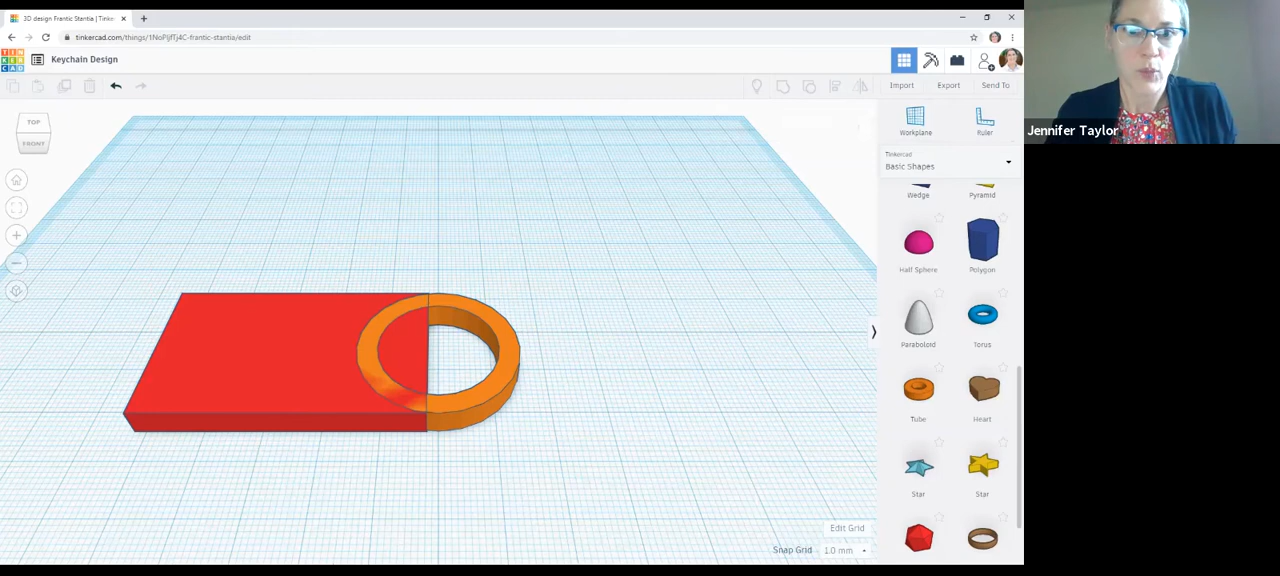 3D design Frantic Stantia | Tinke
tinkercad.com/things/1NoPljfTj4C-frantic-stantia/edit
TIN
KER
CAD
Keychain Design
Import
Export
Send To
TOP
FRONT
Workplane
Ruler
Tinkercad
Basic Shapes
Wedge
Pyramid
Half Sphere
Polygon
Paraboloid
Torus
Tube
Heart
Star
Star
Edit Grid
Snap Grid
1.0 mm
Jennifer Taylor